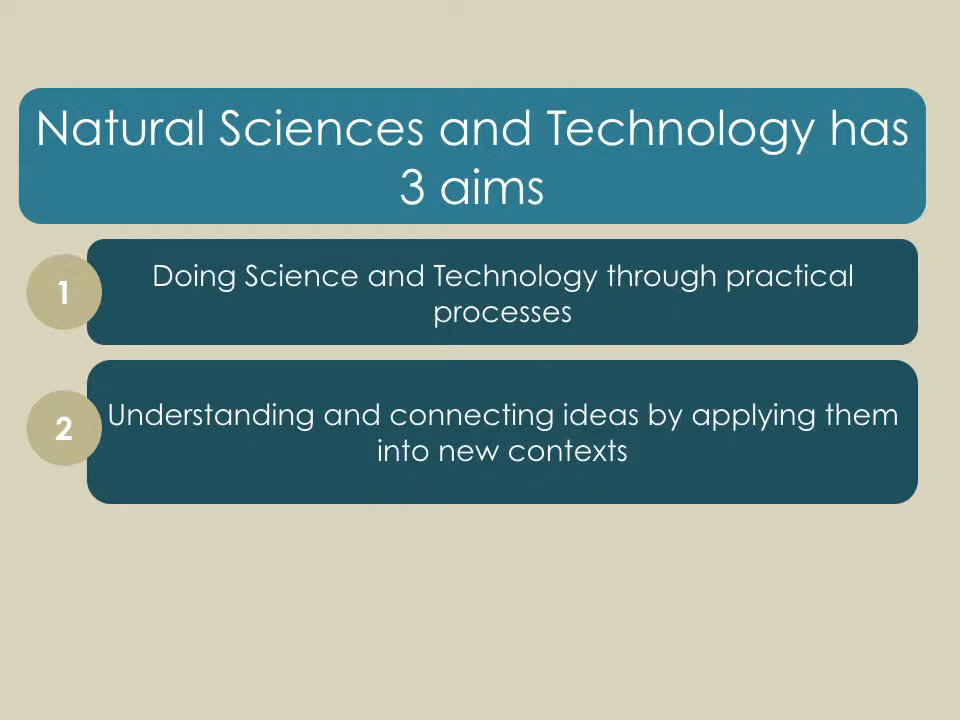 Natural Sciences and Technology has
3 aims
1
Doing Science and Technology through practical
processes
2
Understanding and connecting ideas by applying them
into new contexts